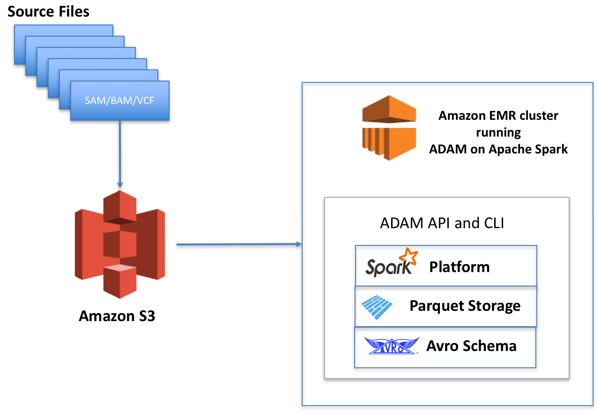 Source Files
SAM/BAM/VCF
Amazon S3
Amazon EMR cluster
running
ADAM on Apache Spark
ADAM API and CLI
Spark Platform
Parquet Storage
AVRO Avro Schema